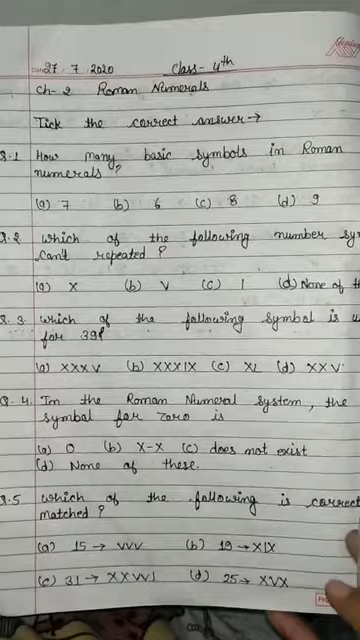 Date 27 7 2020 Class- 4th
Ch-2 Roman Numerals
Tick the correct answer→
Q.1 How many basic symbols in Roman
numerals?
(a) 7 (b) 6 (c) 8 (d) 9
Q.2 Which of the following number
can't repeated?
(a) X (b) V (c) I (d) None of
Q.3. which of the following symbol is
for 39?
(a) XXXV (b) XXXIX (c) XL (d) XXV
Q.4. In the Roman Numeral system, the
symbol for zero is
(a) 0 (b) X-X (c) does not exist
(d) None of these.
Q.5 which of the following is correct
matched?
(a) 15→ VVV (b) 19→XIX
(c) 31→ XXVVI (d) 25→ XVX